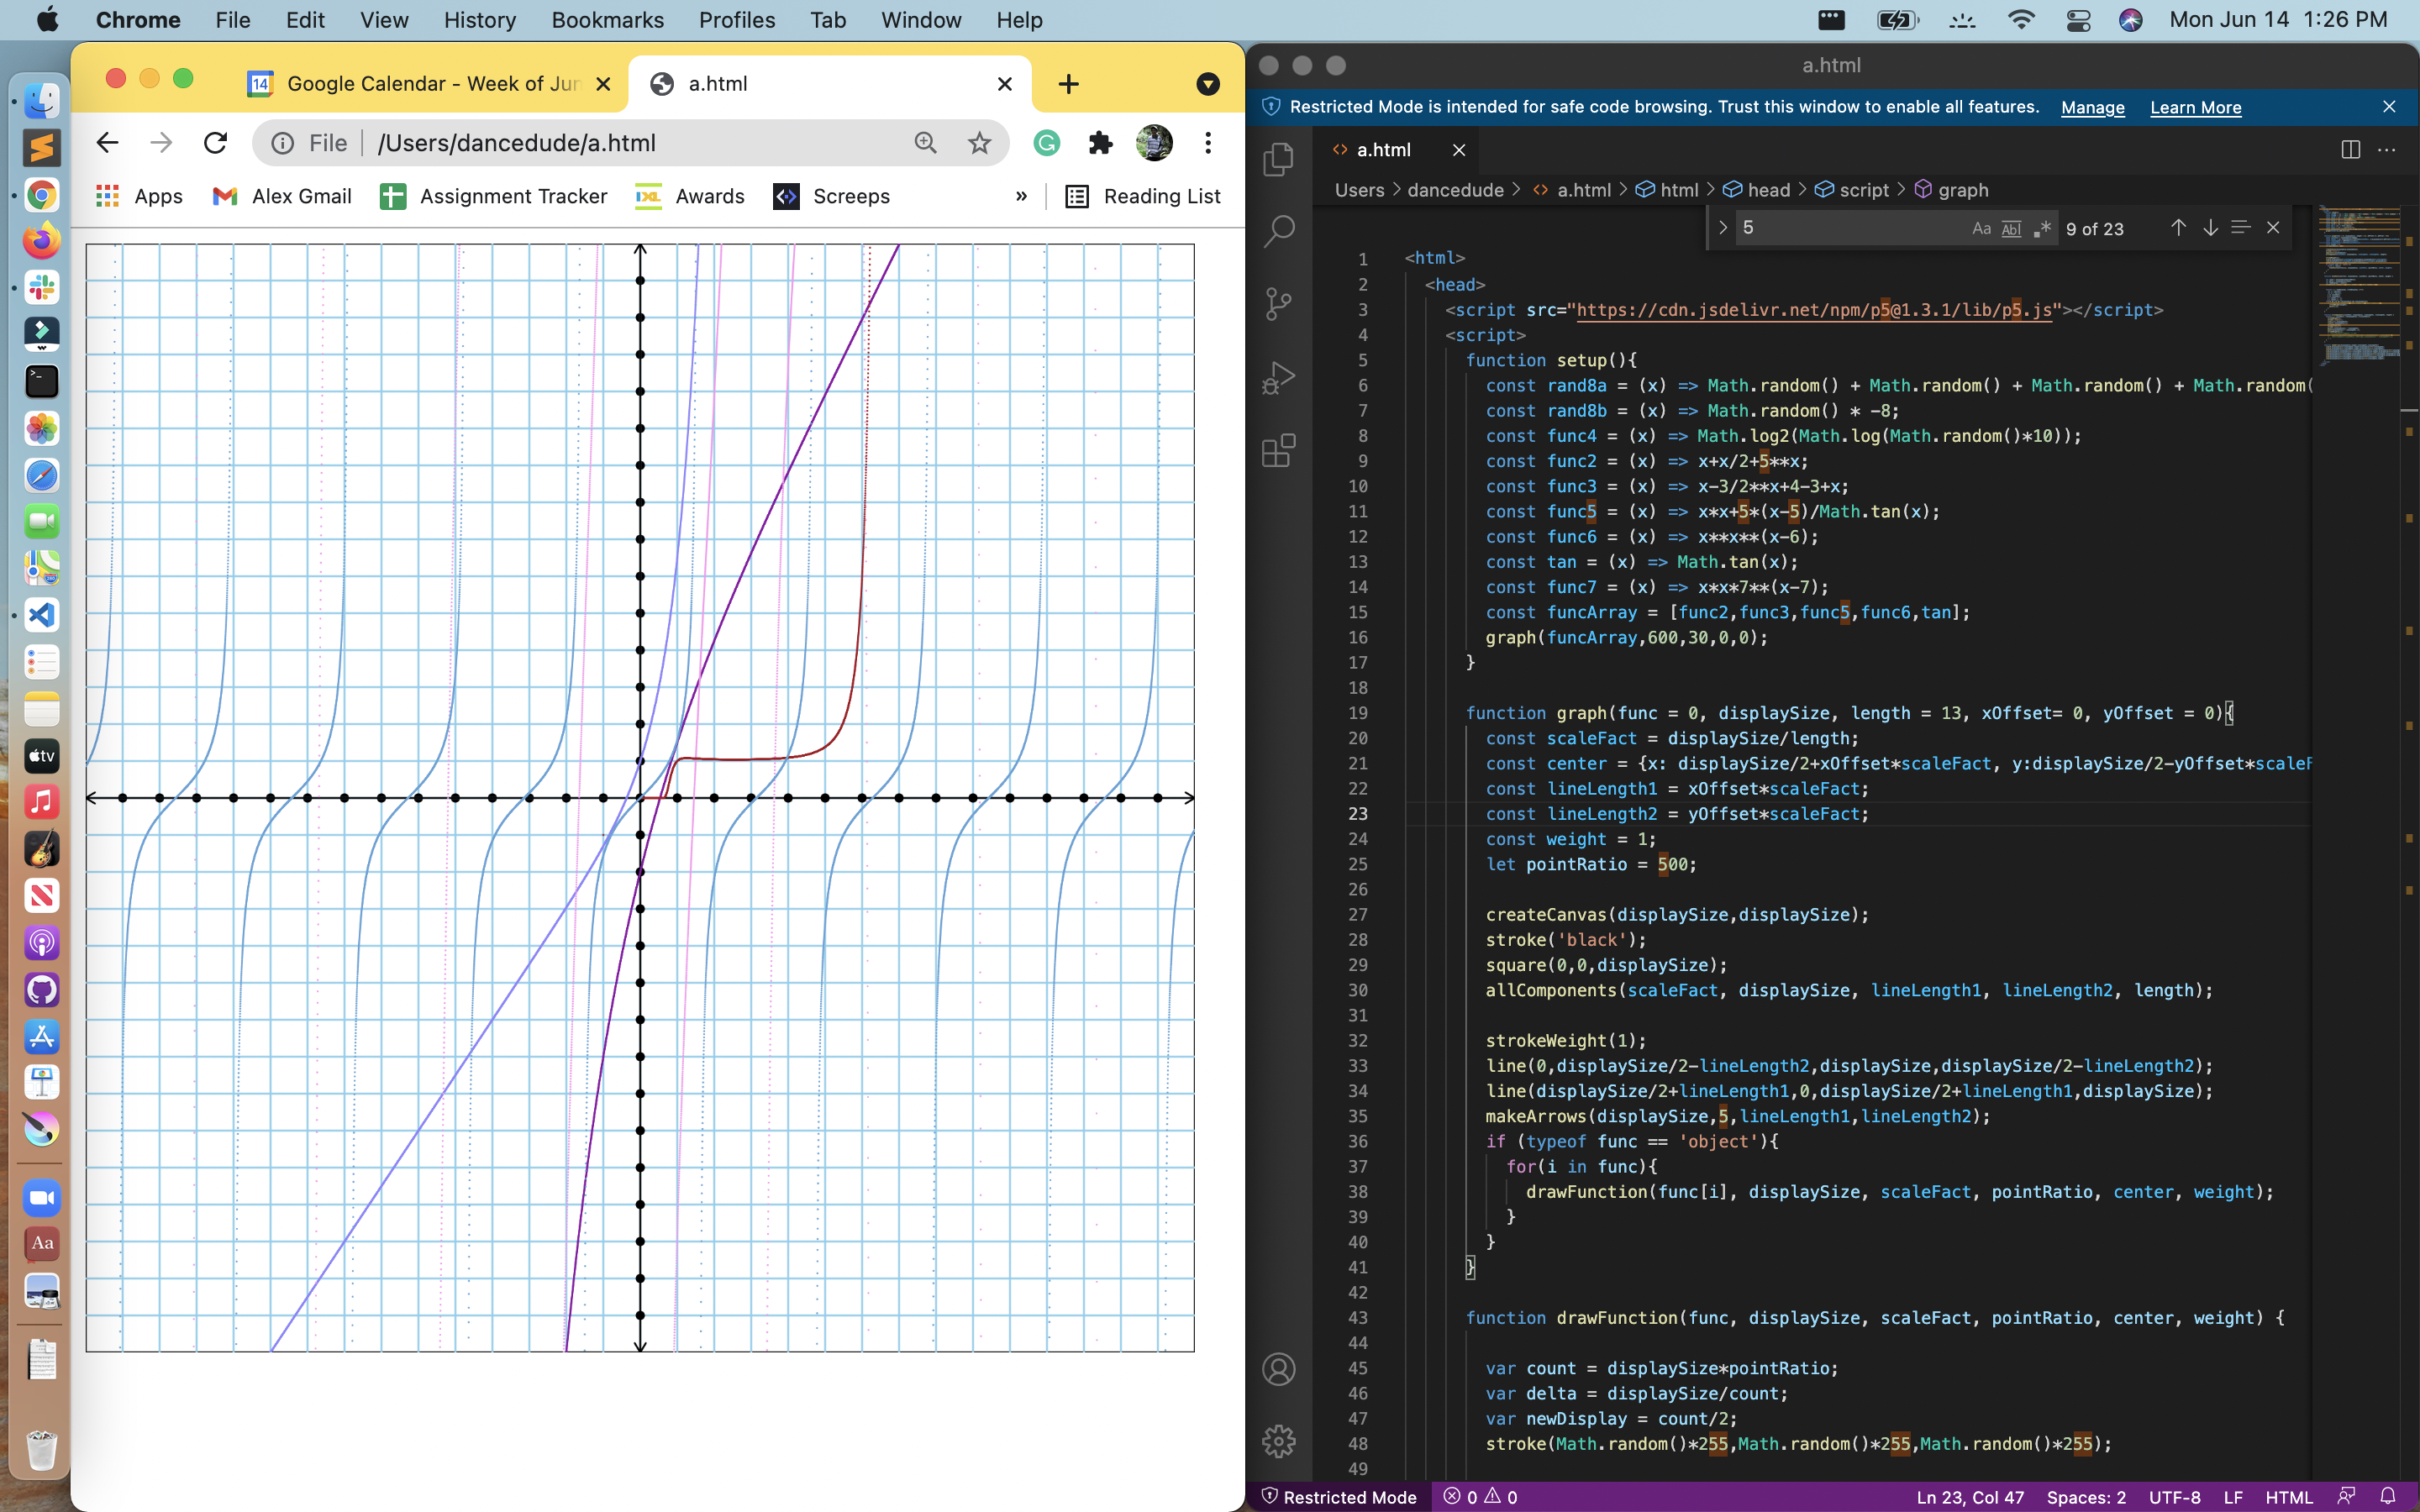 Chrome File Edit View History Bookmarks Profiles Tab Window Help Mon Jun 14 1:26 PM
14 Google Calendar - Week of Jun
a.html
File /Users/dancedude/a.html
Apps Alex Gmail Assignment Tracker IXL Awards Screeps » Reading List
tv
Aa
a.html
Restricted Mode is intended for safe code browsing. Trust this window to enable all features. Manage Learn More
a.html
Users > dancedude > a.html > html > head > script > graph
5 Aa Abl .* 9 of 23
1 <html>
2 <head>
3 <script src="https://cdn.jsdelivr.net/npm/p5@1.3.1/lib/p5.js"></script>
4 <script>
5 function setup(){
6 const rand8a = (x) => Math.random() + Math.random() + Math.random() + Math.random(
7 const rand8b = (x) => Math.random() * -8;
8 const func4 = (x) => Math.log2(Math.log(Math.random()*10));
9 const func2 = (x) => x+x/2+5**x;
10 const func3 = (x) => x-3/2**x+4-3+x;
11 const func5 = (x) => x*x+5*(x-5)/Math.tan(x);
12 const func6 = (x) => x**x**(x-6);
13 const tan = (x) => Math.tan(x);
14 const func7 = (x) => x*x*7**(x-7);
15 const funcArray = [func2,func3,func5,func6,tan];
16 graph(funcArray,600,30,0,0);
17 }
18
19 function graph(func = 0, displaySize, length = 13, xOffset= 0, yOffset = 0){
20 const scaleFact = displaySize/length;
21 const center = {x: displaySize/2+xOffset*scaleFact, y:displaySize/2-yOffset*scaleF
22 const lineLength1 = xOffset*scaleFact;
23 const lineLength2 = yOffset*scaleFact;
24 const weight = 1;
25 let pointRatio = 500;
26
27 createCanvas(displaySize,displaySize);
28 stroke('black');
29 square(0,0,displaySize);
30 allComponents(scaleFact, displaySize, lineLength1, lineLength2, length);
31
32 strokeWeight(1);
33 line(0,displaySize/2-lineLength2,displaySize,displaySize/2-lineLength2);
34 line(displaySize/2+lineLength1,0,displaySize/2+lineLength1,displaySize);
35 makeArrows(displaySize,5,lineLength1,lineLength2);
36 if (typeof func == 'object'){
37 for(i in func){
38 drawFunction(func[i], displaySize, scaleFact, pointRatio, center, weight);
39 }
40 }
41 }
42
43 function drawFunction(func, displaySize, scaleFact, pointRatio, center, weight) {
44
45 var count = displaySize*pointRatio;
46 var delta = displaySize/count;
47 var newDisplay = count/2;
48 stroke(Math.random()*255,Math.random()*255,Math.random()*255);
49
Restricted Mode 0 0 Ln 23, Col 47 Spaces: 2 UTF-8 LF HTML